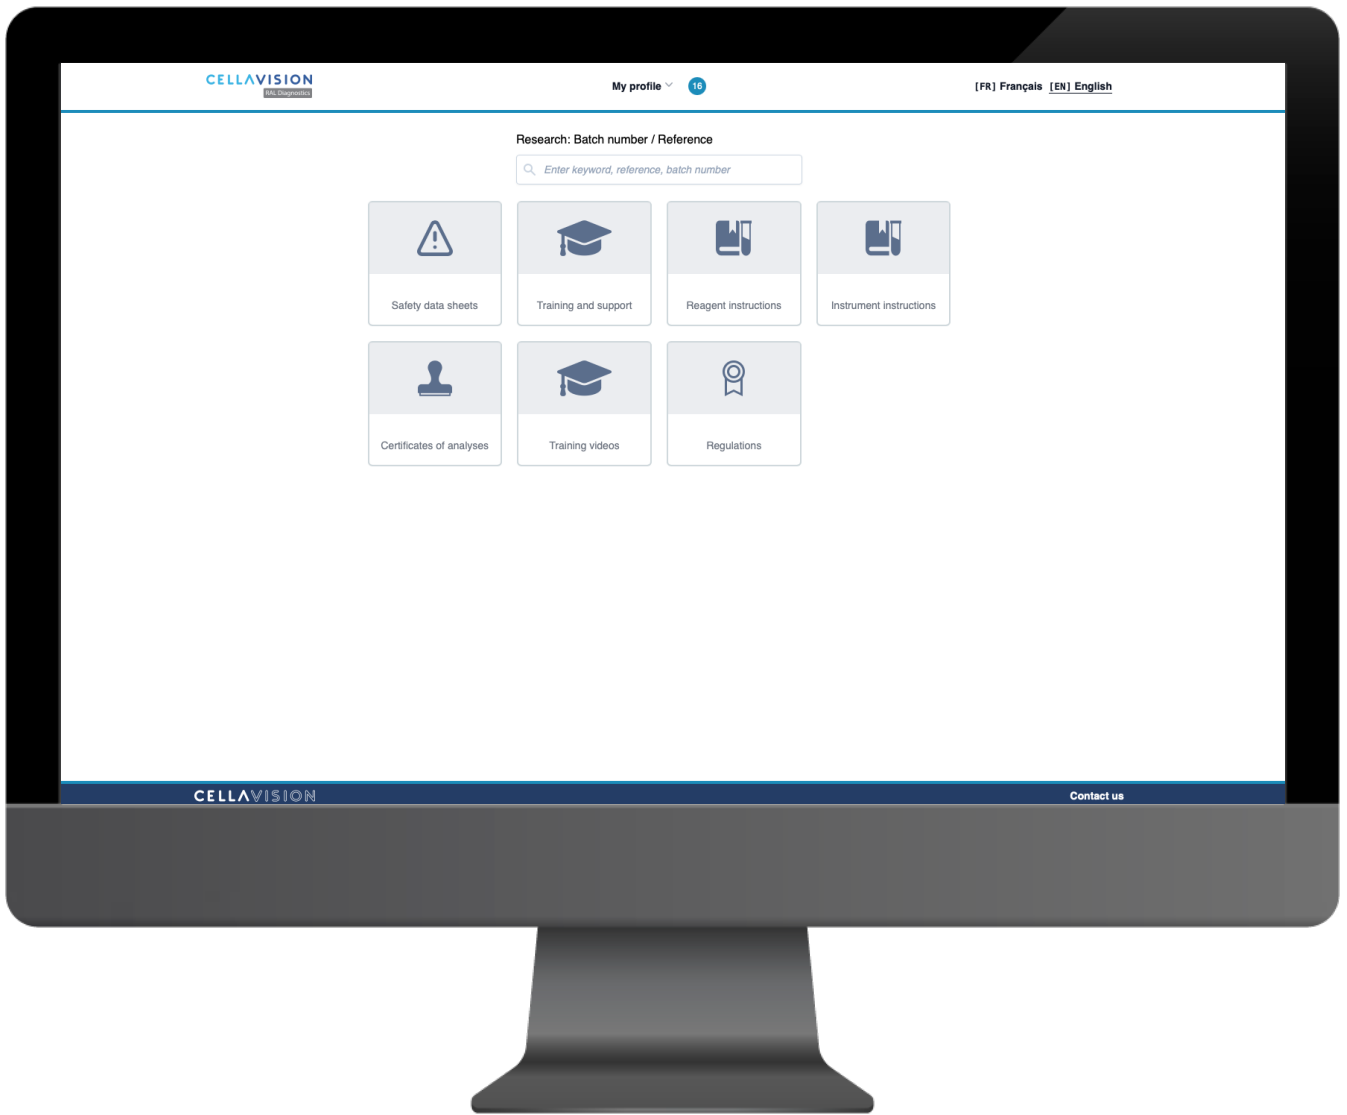 CELLAVISION
RAL Diagnostics
My profile
16
[FR] Français [EN] English
Research: Batch number / Reference
Enter keyword, reference, batch number
Safety data sheets
Training and support
Reagent instructions
Instrument instructions
Certificates of analyses
Training videos
Regulations
CELLAVISION
Contact us